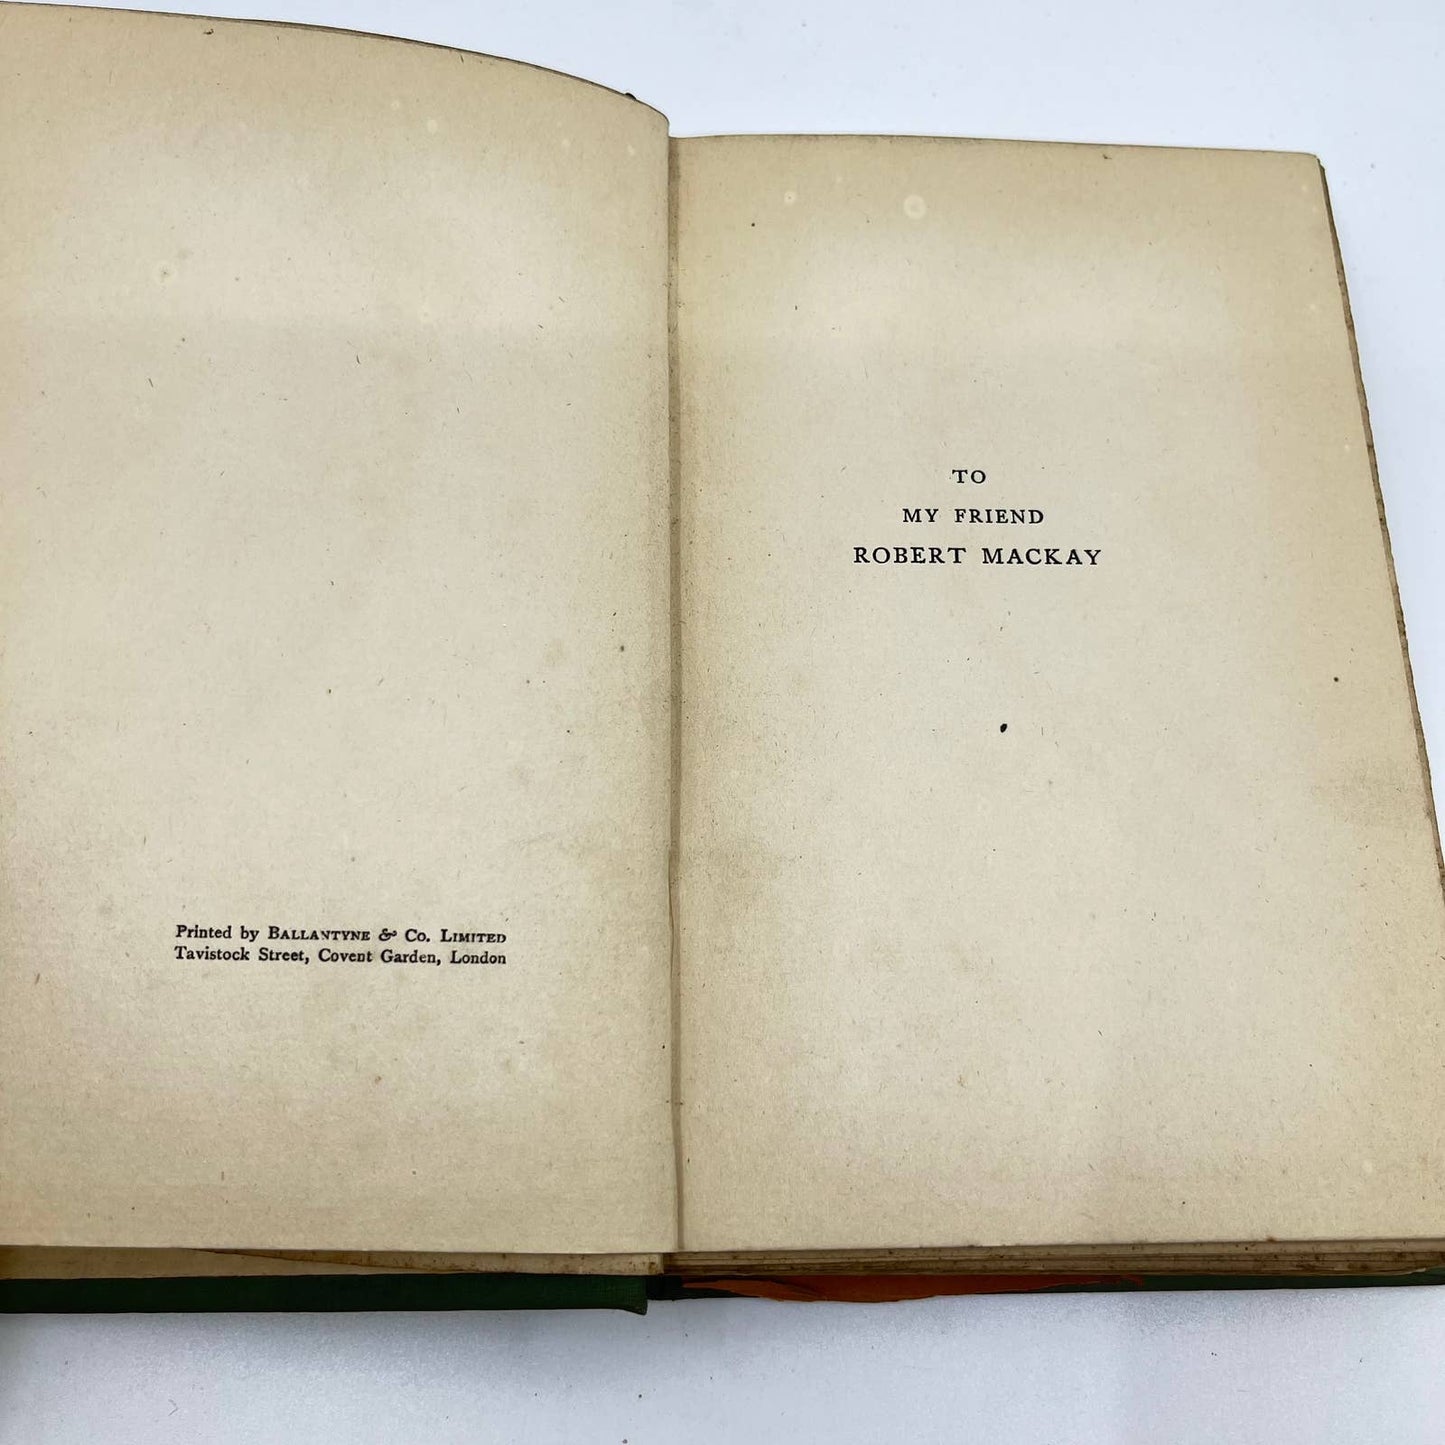 Printed by BALLANTYNE & Co. LIMITED
Tavistock Street, Covent Garden, London
TO
MY FRIEND
ROBERT MACKAY